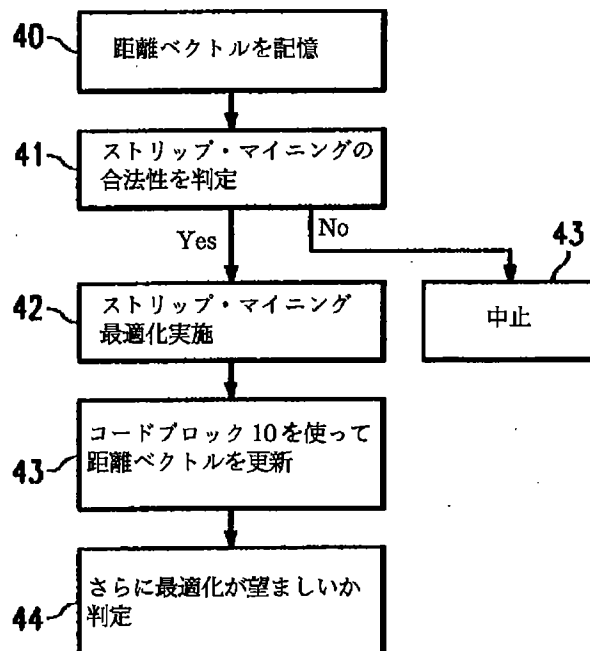 40
距離ベクトルを記憶
41
ストリップ・マイニングの
合法性を判定
Yes
No
43
42
ストリップ・マイニング
最適化実施
中止
43
コードブロック10を使って
距離ベクトルを更新
44
さらに最適化が望ましいか
判定